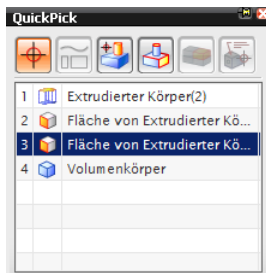 QuickPick
1 Extrudierter Körper(2)
2 Fläche von Extrudierter Kö...
3 Fläche von Extrudierter Kö...
4 Volumenkörper